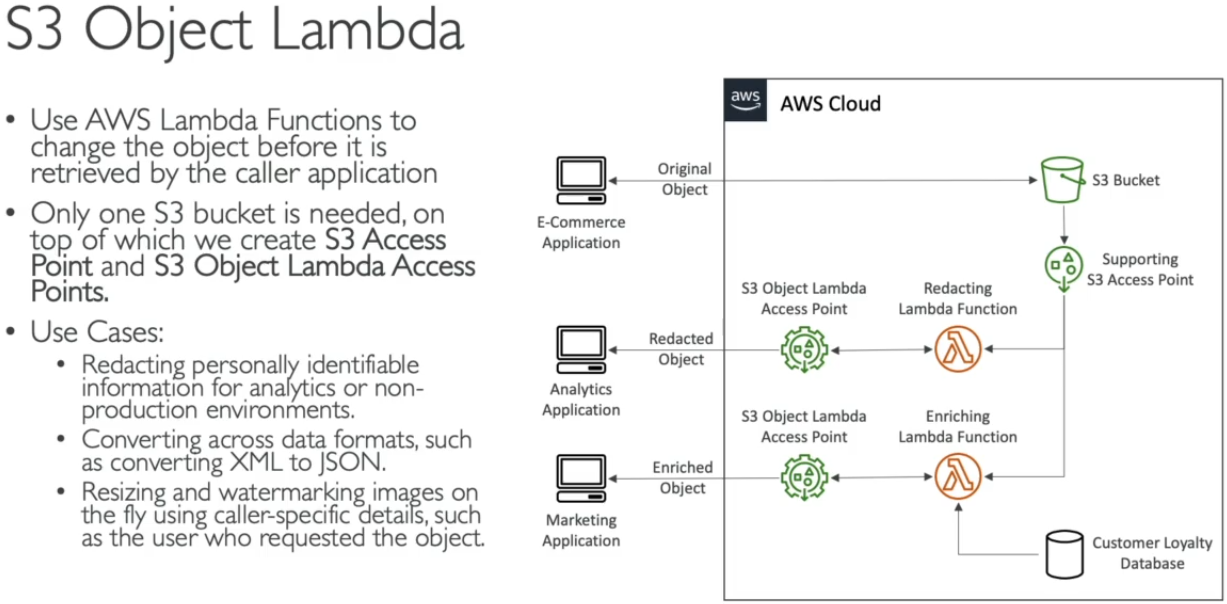 S3 Object Lambda
• Use AWS Lambda Functions to
change the object before it is
retrieved by the caller application
• Only one S3 bucket is needed, on
top of which we create S3 Access
Point and S3 Object Lambda Access
Points.
• Use Cases:
• Redacting personally identifiable
information for analytics or non-
production environments.
• Converting across data formats, such
as converting XML to JSON.
• Resizing and watermarking images on
the fly using caller-specific details, such
as the user who requested the object.
aws
AWS Cloud
Original
Object
S3 Bucket
E-Commerce
Application
Supporting
S3 Access Point
S3 Object Lambda
Access Point
Redacting
Lambda Function
Redacted
Object
Analytics
Application
S3 Object Lambda
Access Point
Enriching
Lambda Function
Enriched
Object
Marketing
Application
Customer Loyalty
Database